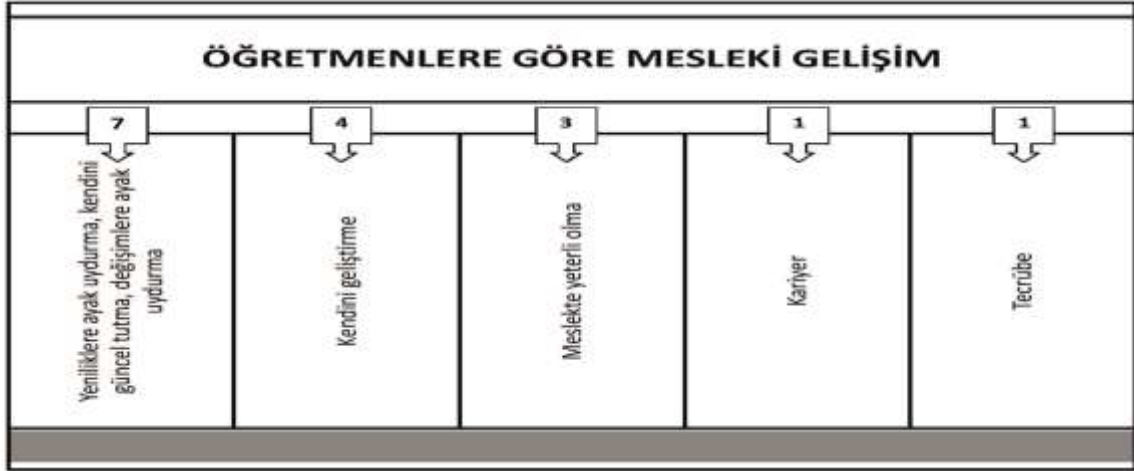 ÖĞRETMENLERE GÖRE MESLEKİ GELİŞİM
7
4
3
1
1
Yeniliklere ayak uydurma, kendini
güncel tutma, değişimlere ayak
uydurma
Kendini geliştirme
Meslekte yeterli olma
Kariyer
Tecrübe